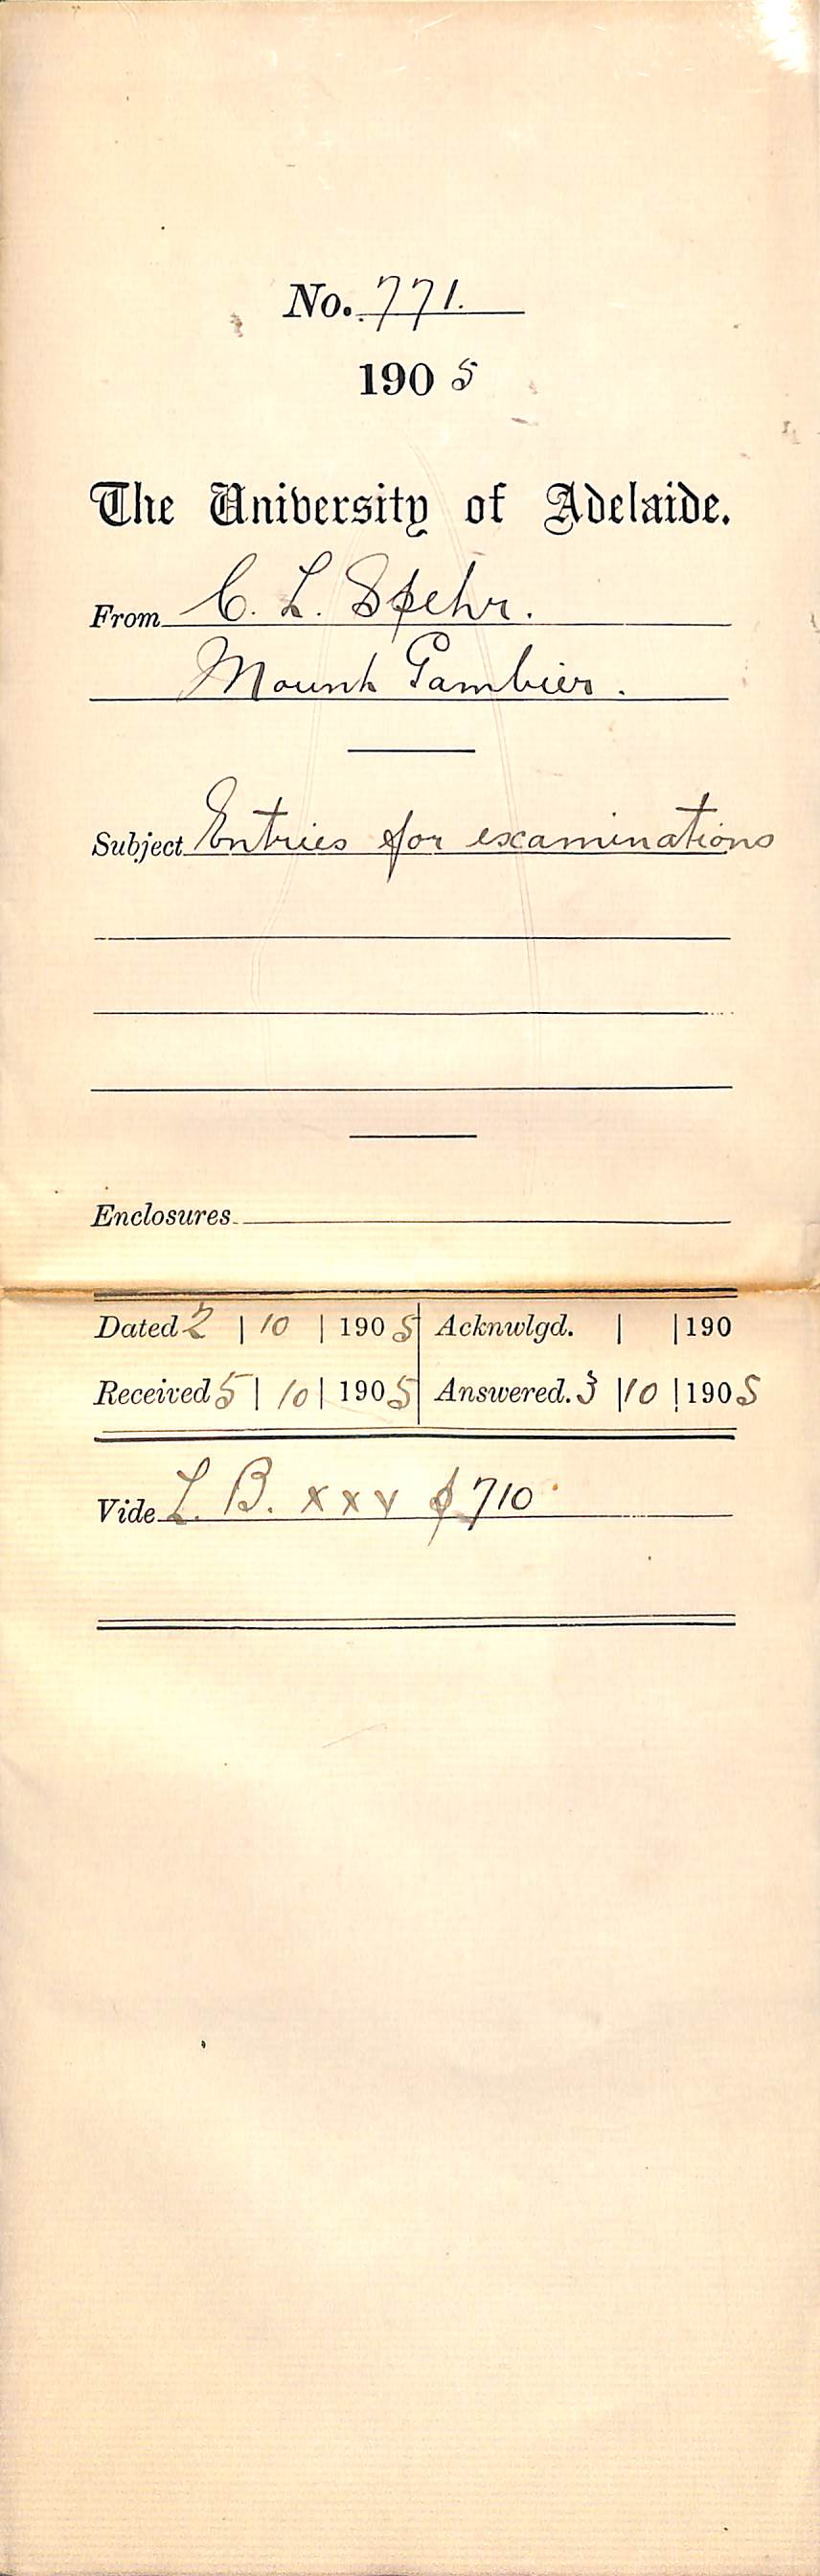 No. 771.
1905
The University of Adelaide.
From C. L. Spehr.
Mount Gambier.
Subject Entries for examinations
Enclosures
Dated 2 | 10 | 1905 Acknwlgd. | | 190
Received 5 | 10 | 1905 Answered. 3 | 10 | 1905
Vide L. B. xxv p 710